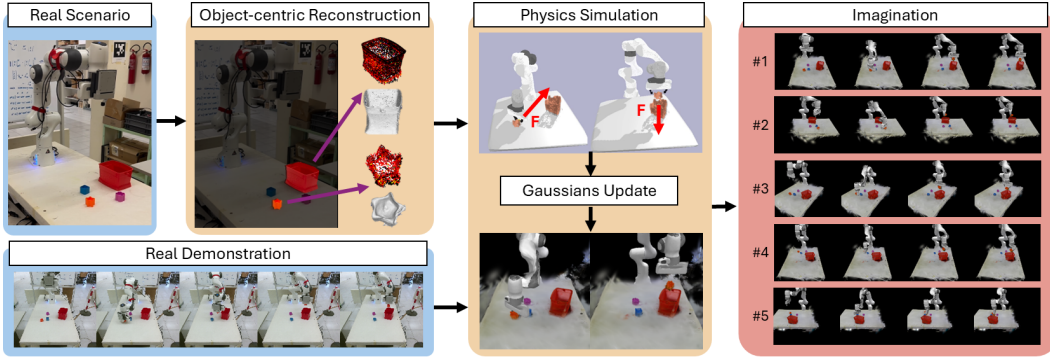 Real Scenario
Object-centric Reconstruction
Physics Simulation
Imagination
F
F
Gaussians Update
Real Demonstration
#1
#2
#3
#4
#5